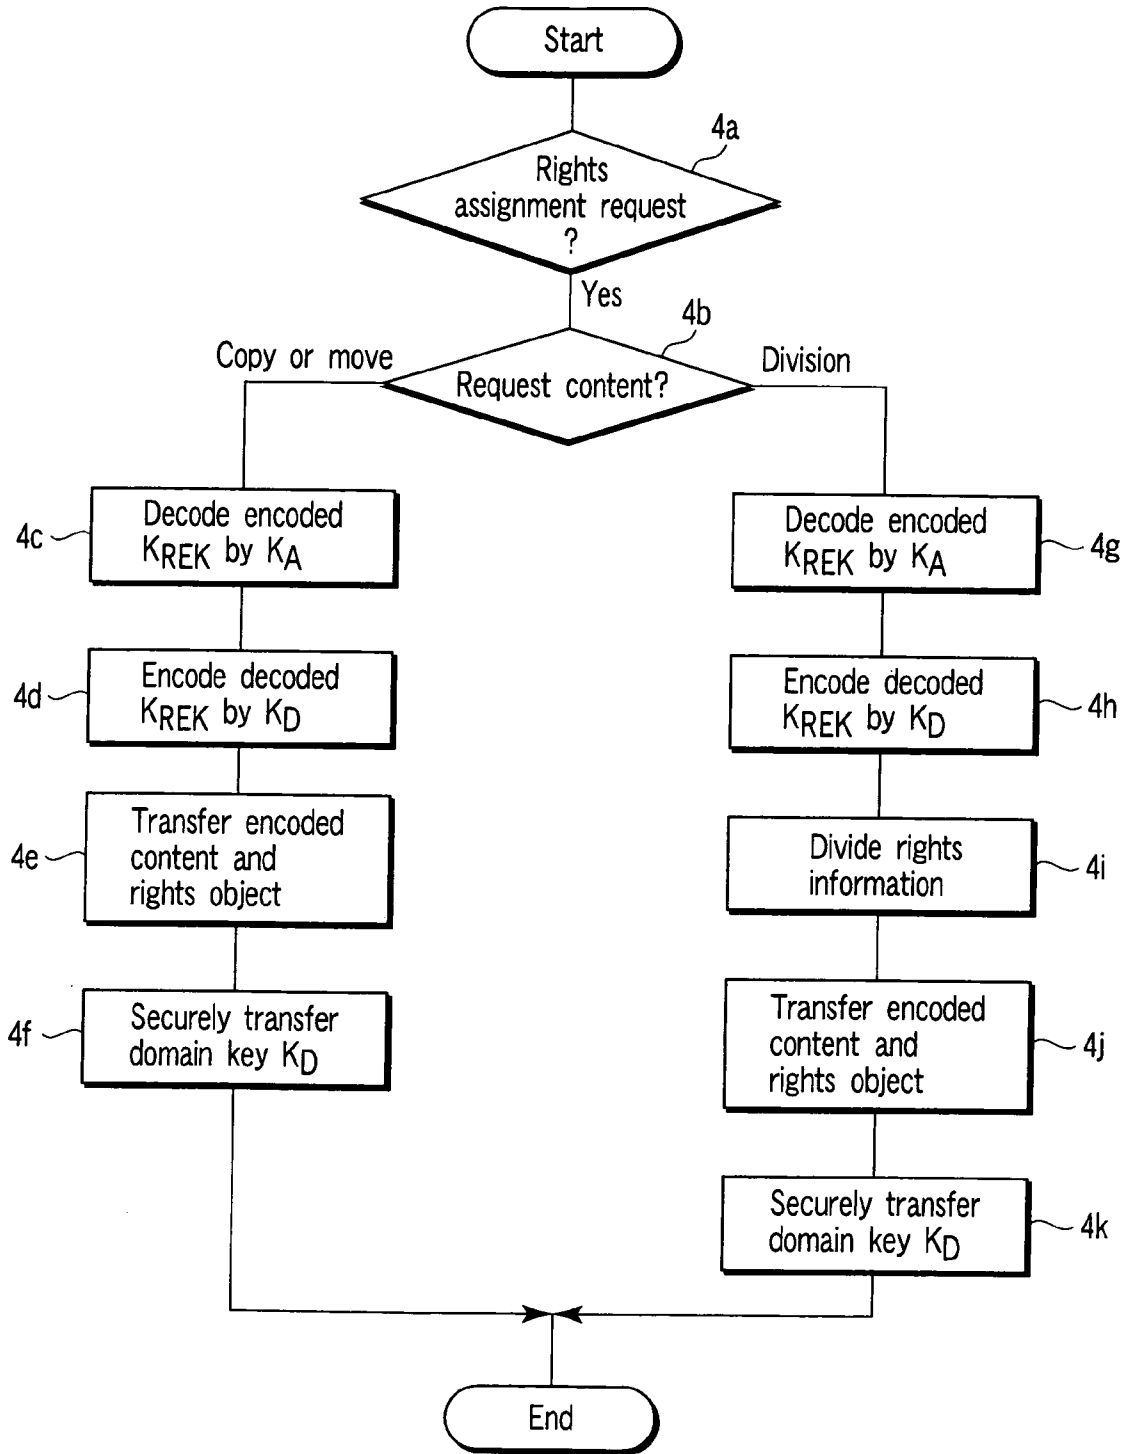 Start
4a
Rights
assignment request
?
Yes
4b
Copy or move
Request content?
Division
4c
Decode encoded
KREK by KA
4d
Encode decoded
KREK by KD
4e
Transfer encoded
content and
rights object
4f
Securely transfer
domain key KD
Decode encoded
KREK by KA
4g
Encode decoded
KREK by KD
4h
Divide rights
information
4i
Transfer encoded
content and
rights object
4j
Securely transfer
domain key KD
4k
End